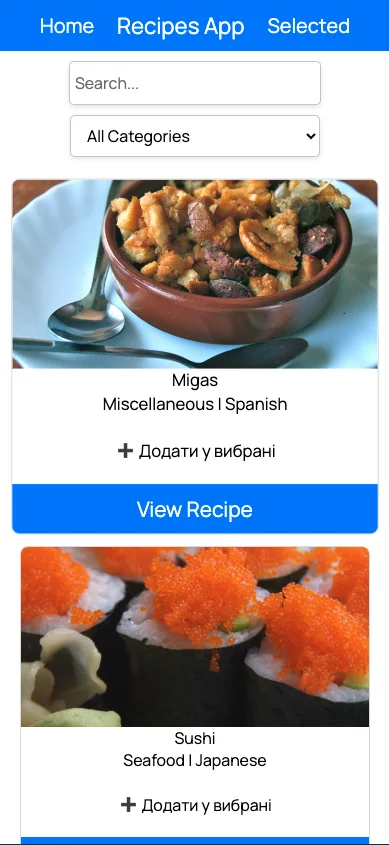 Home Recipes App Selected
Search...
All Categories
Migas
Miscellaneous | Spanish
➕ Додати у вибрані
View Recipe
Sushi
Seafood | Japanese
➕ Додати у вибрані